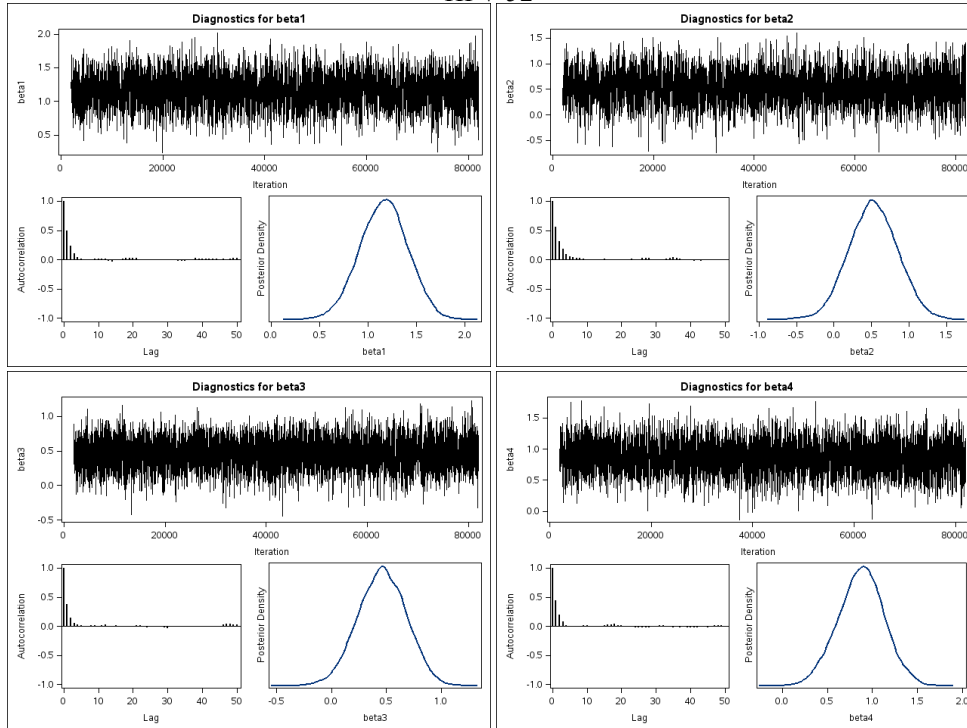 Diagnostics for beta1
2.0
1.5
1.0
0.5
beta1
0 20000 40000 60000 80000
Iteration
1.0
0.5
0.0
-0.5
-1.0
Autocorrelation
0 10 20 30 40 50
Lag
Posterior Density
0.0 0.5 1.0 1.5 2.0
beta1
Diagnostics for beta2
1.5
1.0
0.5
0.0
-0.5
beta2
0 20000 40000 60000 80000
Iteration
1.0
0.5
0.0
-0.5
-1.0
Autocorrelation
0 10 20 30 40 50
Lag
Posterior Density
-1.0 -0.5 0.0 0.5 1.0 1.5
beta2
Diagnostics for beta3
1.0
0.5
0.0
-0.5
beta3
0 20000 40000 60000 80000
Iteration
1.0
0.5
0.0
-0.5
-1.0
Autocorrelation
0 10 20 30 40 50
Lag
Posterior Density
-0.5 0.0 0.5 1.0
beta3
Diagnostics for beta4
1.5
1.0
0.5
0.0
beta4
0 20000 40000 60000 80000
Iteration
1.0
0.5
0.0
-0.5
-1.0
Autocorrelation
0 10 20 30 40 50
Lag
Posterior Density
0.0 0.5 1.0 1.5 2.0
beta4